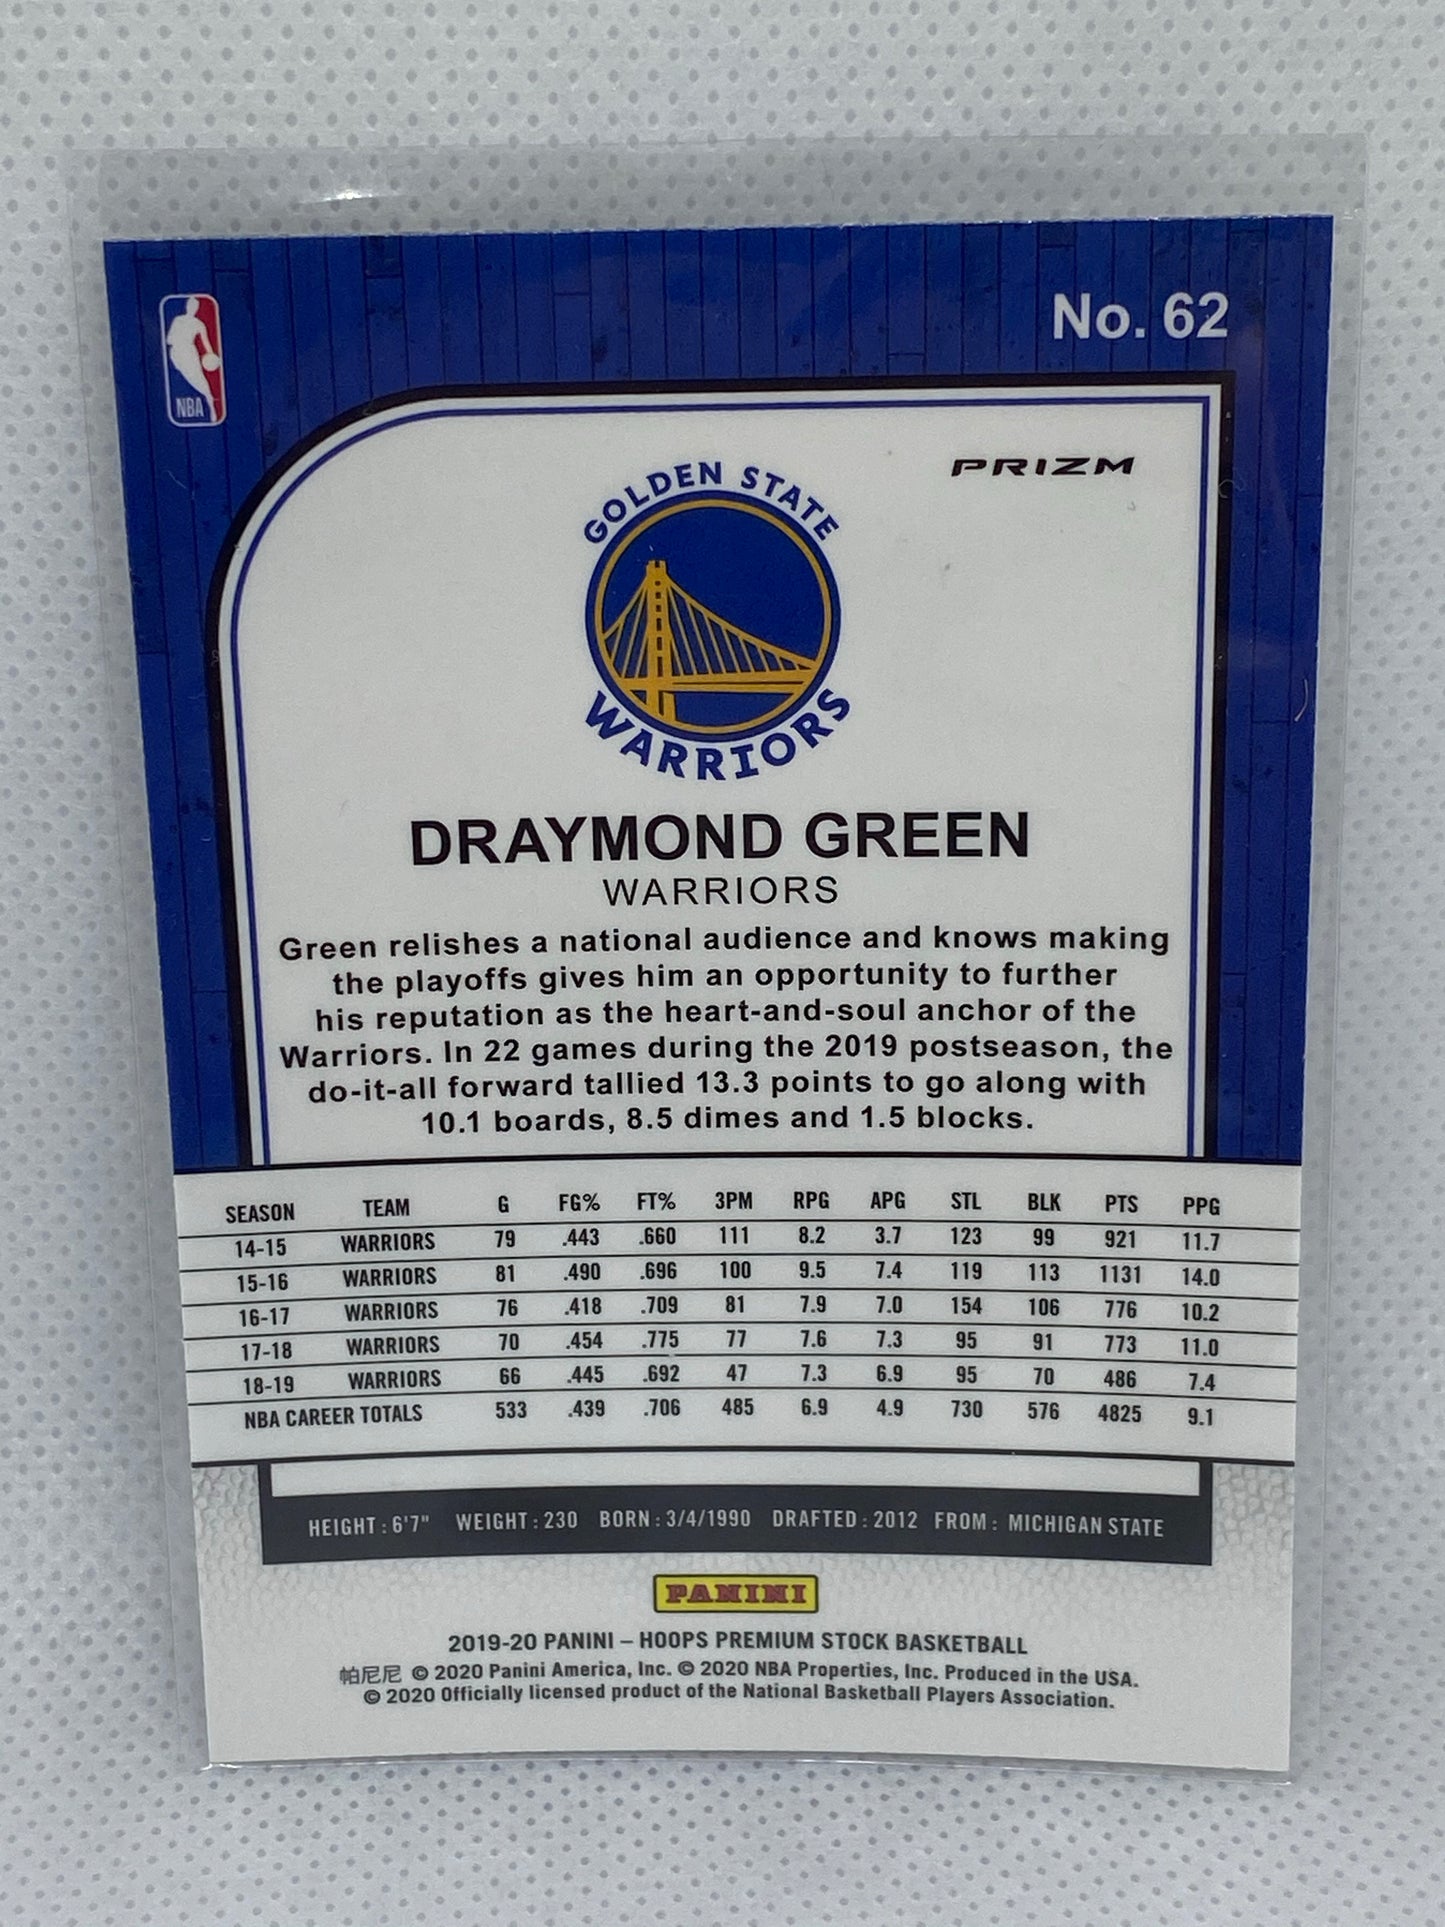 No. 62
NBA
PRIZM
GOLDEN STATE
WARRIORS
DRAYMOND GREEN
WARRIORS
Green relishes a national audience and knows making
the playoffs gives him an opportunity to further
his reputation as the heart-and-soul anchor of the
Warriors. In 22 games during the 2019 postseason, the
do-it-all forward tallied 13.3 points to go along with
10.1 boards, 8.5 dimes and 1.5 blocks.
SEASON TEAM G FG% FT% 3PM RPG APG STL BLK PTS PPG
14-15 WARRIORS 79 .443 .660 111 8.2 3.7 123 99 921 11.7
15-16 WARRIORS 81 .490 .696 100 9.5 7.4 119 113 1131 14.0
16-17 WARRIORS 76 .418 .709 81 7.9 7.0 154 106 776 10.2
17-18 WARRIORS 70 .454 .775 77 7.6 7.3 95 91 773 11.0
18-19 WARRIORS 66 .445 .692 47 7.3 6.9 95 70 486 7.4
NBA CAREER TOTALS 533 .439 .706 485 6.9 4.9 730 576 4825 9.1
HEIGHT : 6'7" WEIGHT : 230 BORN : 3/4/1990 DRAFTED : 2012 FROM : MICHIGAN STATE
PANINI
2019-20 PANINI – HOOPS PREMIUM STOCK BASKETBALL
帕尼尼 © 2020 Panini America, Inc. © 2020 NBA Properties, Inc. Produced in the USA.
© 2020 Officially licensed product of the National Basketball Players Association.